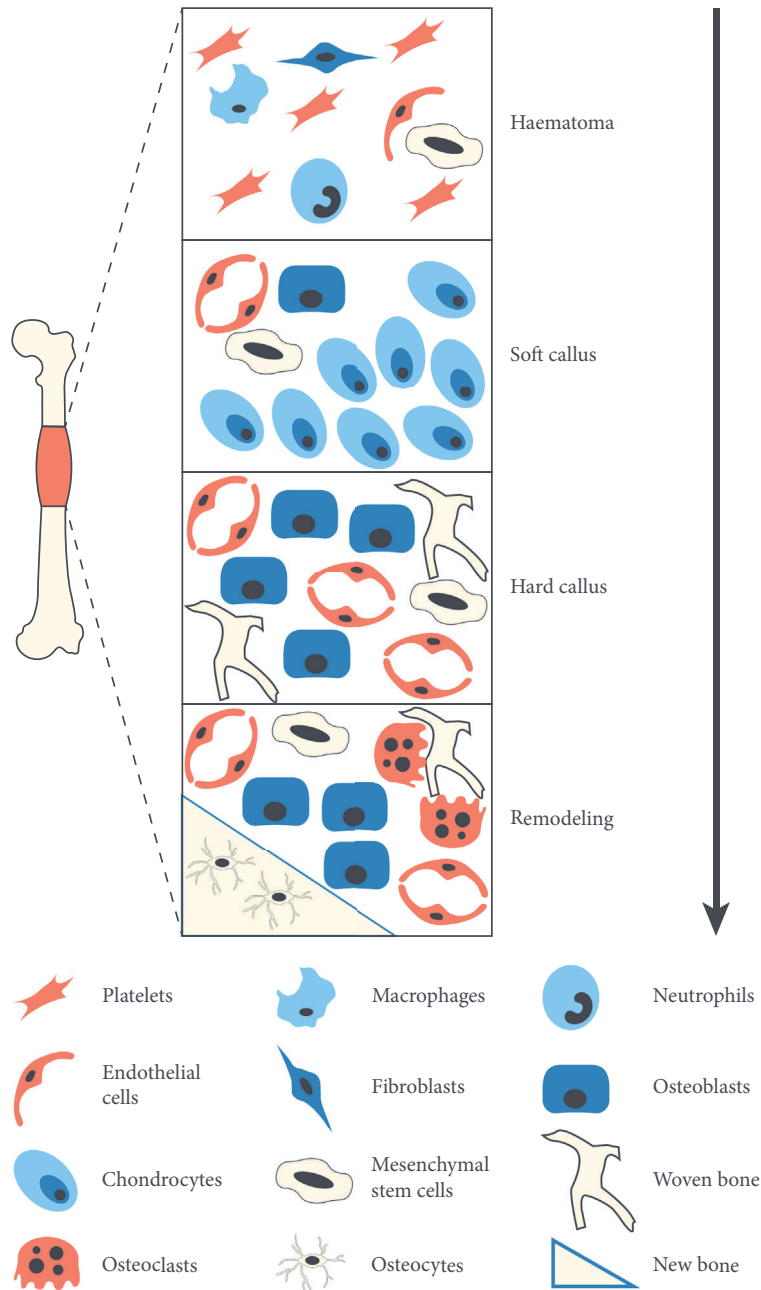 Haematoma
Soft callus
Hard callus
Remodeling
Platelets
Macrophages
Neutrophils
Endothelial
cells
Fibroblasts
Osteoblasts
Chondrocytes
Mesenchymal
stem cells
Woven bone
Osteoclasts
Osteocytes
New bone